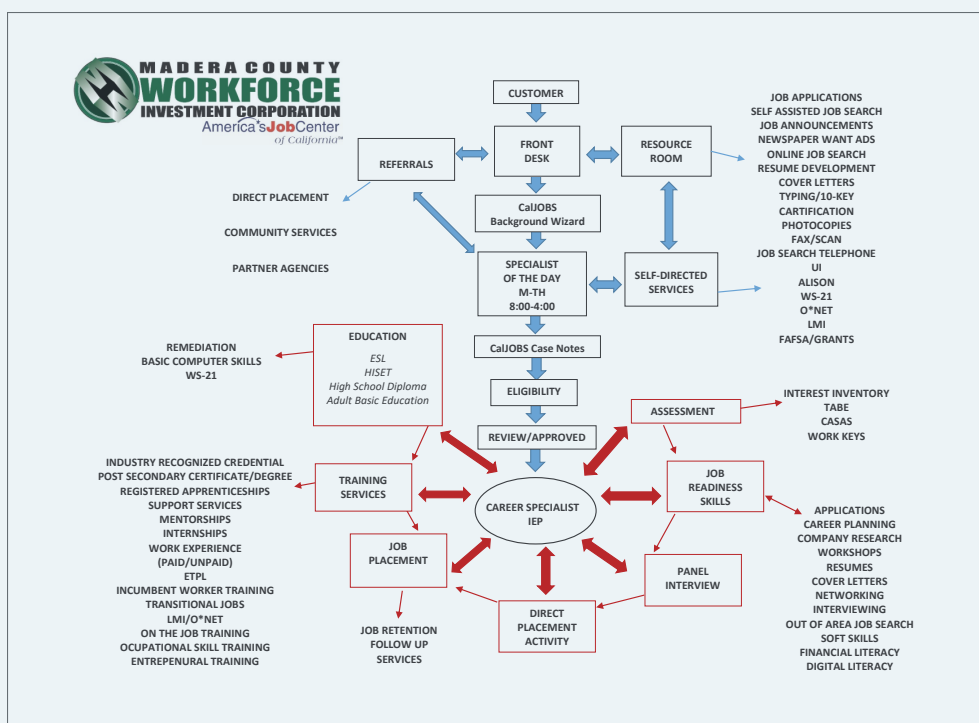 MADERA COUNTY
WORKFORCE
INVESTMENT CORPORATION
America'sJobCenter
of California℠
CUSTOMER
FRONT
DESK
REFERRALS
RESOURCE
ROOM
JOB APPLICATIONS
SELF ASSISTED JOB SEARCH
JOB ANNOUNCEMENTS
NEWSPAPER WANT ADS
ONLINE JOB SEARCH
RESUME DEVELOPMENT
COVER LETTERS
TYPING/10-KEY
CARTIFICATION
PHOTOCOPIES
FAX/SCAN
JOB SEARCH TELEPHONE
UI
ALISON
WS-21
O*NET
LMI
FAFSA/GRANTS
DIRECT PLACEMENT
COMMUNITY SERVICES
PARTNER AGENCIES
CalJOBS
Background Wizard
SPECIALIST
OF THE DAY
M-TH
8:00-4:00
SELF-DIRECTED
SERVICES
CalJOBS Case Notes
ELIGIBILITY
REVIEW/APPROVED
EDUCATION
ESL
HISET
High School Diploma
Adult Basic Education
REMEDIATION
BASIC COMPUTER SKILLS
WS-21
ASSESSMENT
INTEREST INVENTORY
TABE
CASAS
WORK KEYS
TRAINING
SERVICES
INDUSTRY RECOGNIZED CREDENTIAL
POST SECONDARY CERTIFICATE/DEGREE
REGISTERED APPRENTICESHIPS
SUPPORT SERVICES
MENTORSHIPS
INTERNSHIPS
WORK EXPERIENCE
(PAID/UNPAID)
ETPL
INCUMBENT WORKER TRAINING
TRANSITIONAL JOBS
LMI/O*NET
ON THE JOB TRAINING
OCUPATIONAL SKILL TRAINING
ENTREPENURAL TRAINING
CAREER SPECIALIST
IEP
JOB
READINESS
SKILLS
APPLICATIONS
CAREER PLANNING
COMPANY RESEARCH
WORKSHOPS
RESUMES
COVER LETTERS
NETWORKING
INTERVIEWING
OUT OF AREA JOB SEARCH
SOFT SKILLS
FINANCIAL LITERACY
DIGITAL LITERACY
JOB
PLACEMENT
PANEL
INTERVIEW
DIRECT
PLACEMENT
ACTIVITY
JOB RETENTION
FOLLOW UP
SERVICES